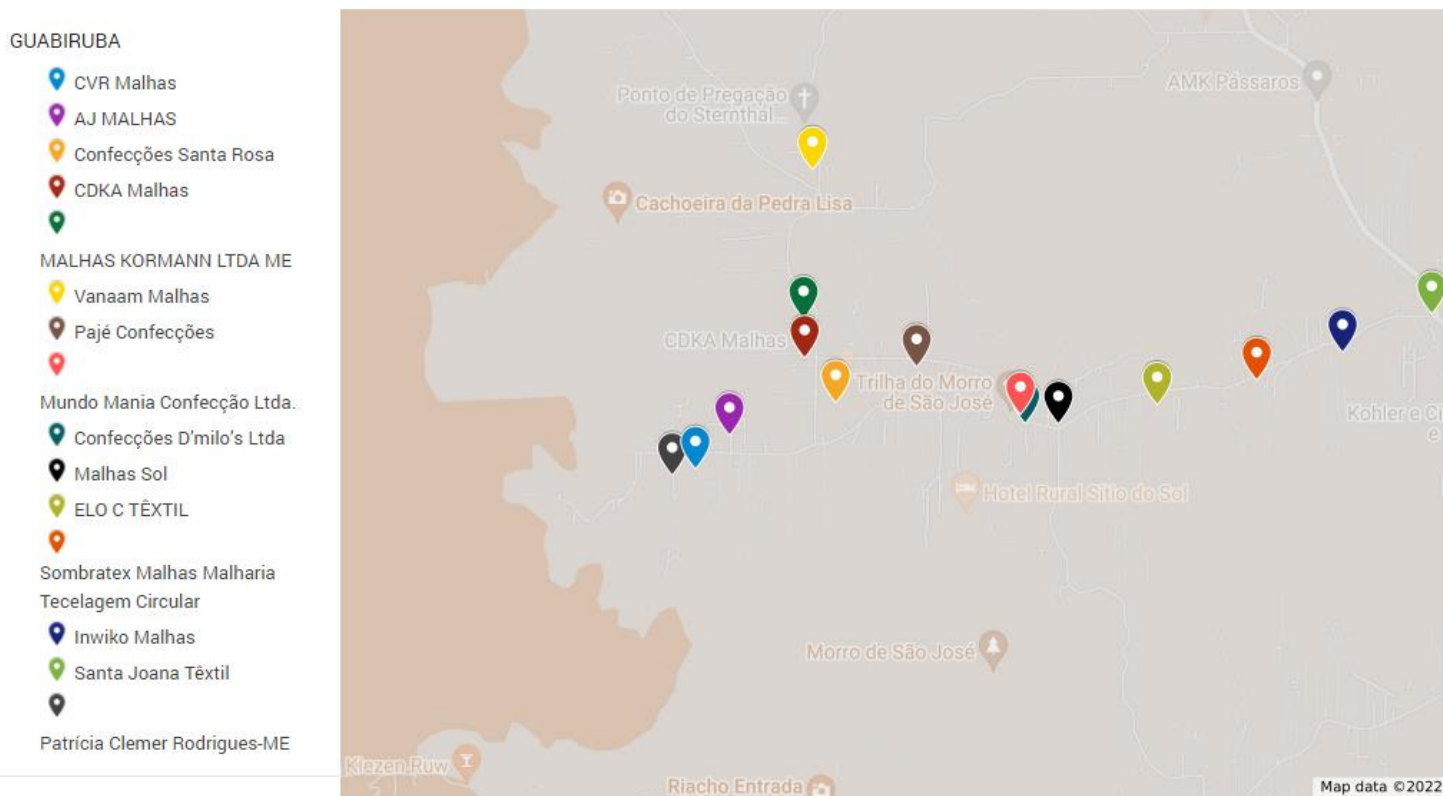 GUABIRUBA
CVR Malhas
AJ MALHAS
Confecções Santa Rosa
CDKA Malhas
MALHAS KORMANN LTDA ME
Vanaam Malhas
Pajé Confecções
Mundo Mania Confecção Ltda.
Confecções D'milo's Ltda
Malhas Sol
ELO C TÊXTIL
Sombratex Malhas Malharia
Tecelagem Circular
Inwiko Malhas
Santa Joana Têxtil
Patrícia Clemer Rodrigues-ME
Ponto de Pregação
do Sternthal...
AMK Pássaros
Cachoeira da Pedra Lisa
CDKA Malhas
Trilha do Morro
de São José
Kohler e
e
Hotel Rural Sítio do Sol
Morro de São José
Kiezen Ruw
Riacho Entrada
Map data ©2022